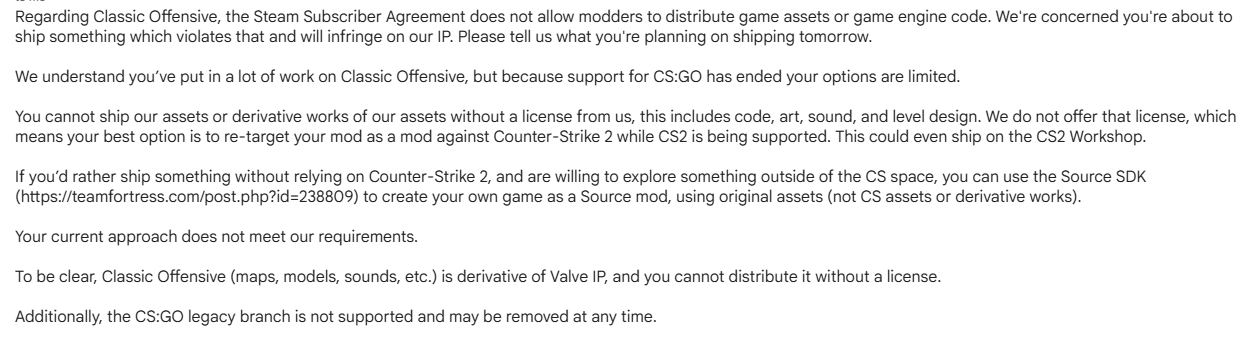 Regarding Classic Offensive, the Steam Subscriber Agreement does not allow modders to distribute game assets or game engine code. We're concerned you're about to
ship something which violates that and will infringe on our IP. Please tell us what you're planning on shipping tomorrow.
We understand you've put in a lot of work on Classic Offensive, but because support for CS:GO has ended your options are limited.
You cannot ship our assets or derivative works of our assets without a license from us, this includes code, art, sound, and level design. We do not offer that license, which
means your best option is to re-target your mod as a mod against Counter-Strike 2 while CS2 is being supported. This could even ship on the CS2 Workshop.
If you'd rather ship something without relying on Counter-Strike 2, and are willing to explore something outside of the CS space, you can use the Source SDK
(https://teamfortress.com/post.php?id=238809) to create your own game as a Source mod, using original assets (not CS assets or derivative works).
Your current approach does not meet our requirements.
To be clear, Classic Offensive (maps, models, sounds, etc.) is derivative of Valve IP, and you cannot distribute it without a license.
Additionally, the CS:GO legacy branch is not supported and may be removed at any time.